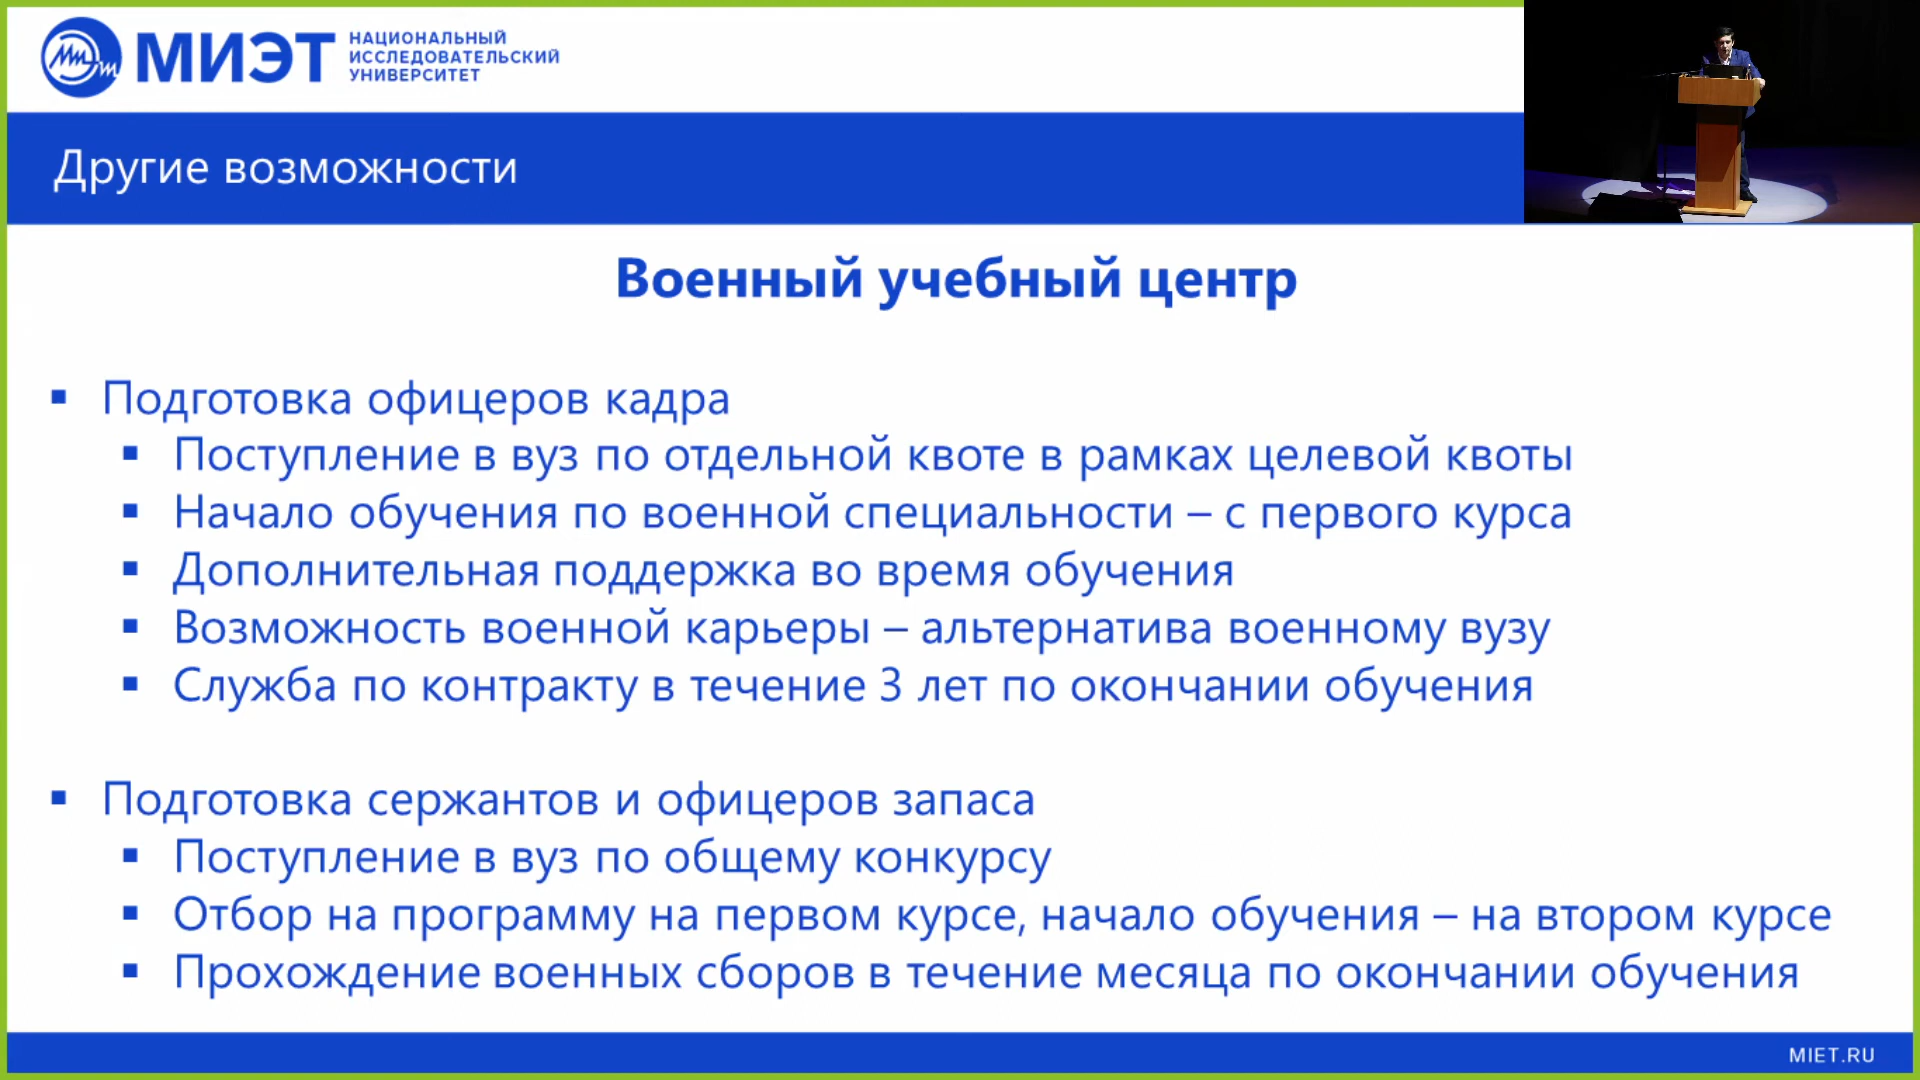 МИЭТ
НАЦИОНАЛЬНЫЙ
ИССЛЕДОВАТЕЛЬСКИЙ
УНИВЕРСИТЕТ
Другие возможности
Военный учебный центр
▪ Подготовка офицеров кадра
▪ Поступление в вуз по отдельной квоте в рамках целевой квоты
▪ Начало обучения по военной специальности – с первого курса
▪ Дополнительная поддержка во время обучения
▪ Возможность военной карьеры – альтернатива военному вузу
▪ Служба по контракту в течение 3 лет по окончании обучения
▪ Подготовка сержантов и офицеров запаса
▪ Поступление в вуз по общему конкурсу
▪ Отбор на программу на первом курсе, начало обучения – на втором курсе
▪ Прохождение военных сборов в течение месяца по окончании обучения
MIET.RU